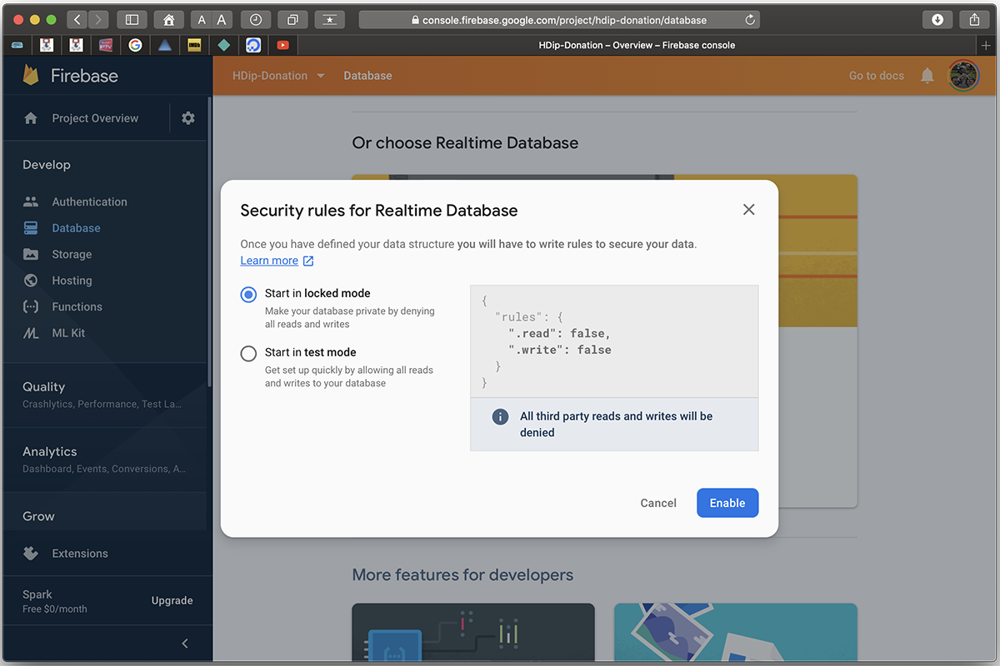 A A
console.firebase.google.com/project/hdip-donation/database
IMDb
HDip-Donation – Overview – Firebase console
Firebase
HDip-Donation
Database
Go to docs
Project Overview
Develop
Authentication
Database
Storage
Hosting
Functions
ML ML Kit
Quality
Crashlytics, Performance, Test La...
Analytics
Dashboard, Events, Conversions, A...
Grow
Extensions
Spark
Free $0/month
Upgrade
Or choose Realtime Database
Security rules for Realtime Database
Once you have defined your data structure you will have to write rules to secure your data.
Learn more
Start in locked mode
Make your database private by denying
all reads and writes
Start in test mode
Get set up quickly by allowing all reads
and writes to your database
{
"rules": {
".read": false,
".write": false
}
}
All third party reads and writes will be
denied
Cancel
Enable
More features for developers